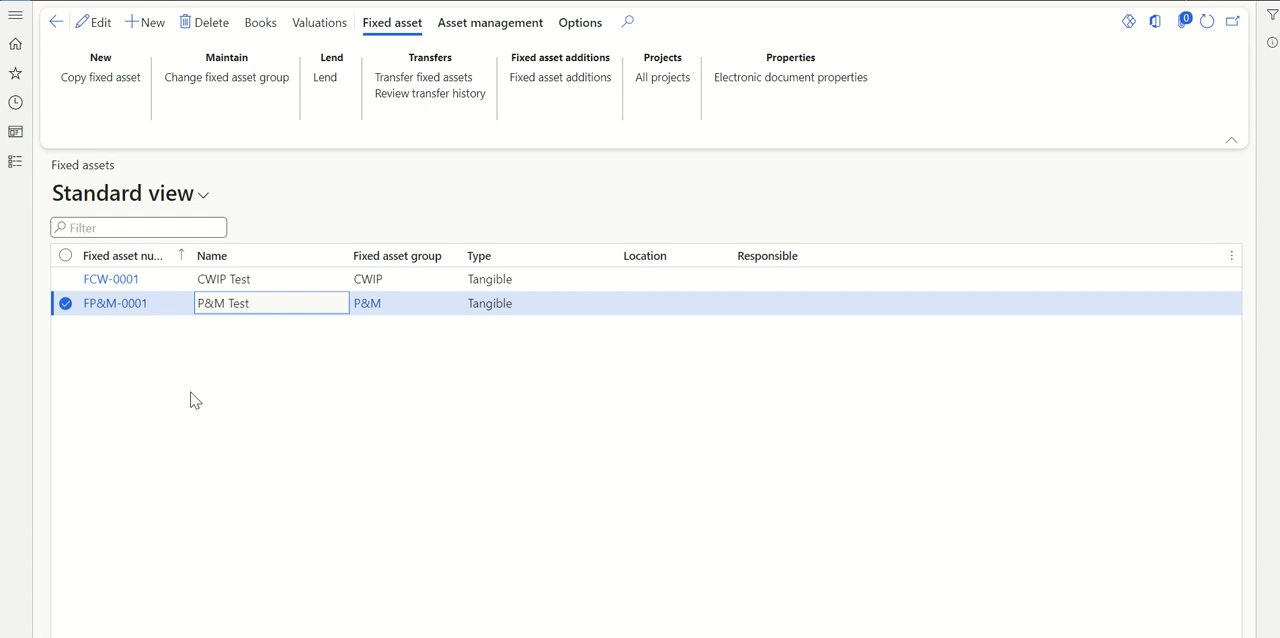 Edit New Delete Books Valuations Fixed asset Asset management Options 0
New Maintain Lend Transfers Fixed asset additions Projects Properties
Copy fixed asset Change fixed asset group Lend Transfer fixed assets Fixed asset additions All projects Electronic document properties
Review transfer history
Fixed assets
Standard view
Filter
Fixed asset nu... Name Fixed asset group Type Location Responsible
FCW-0001 CWIP Test CWIP Tangible
FP&M-0001 P&M Test P&M Tangible